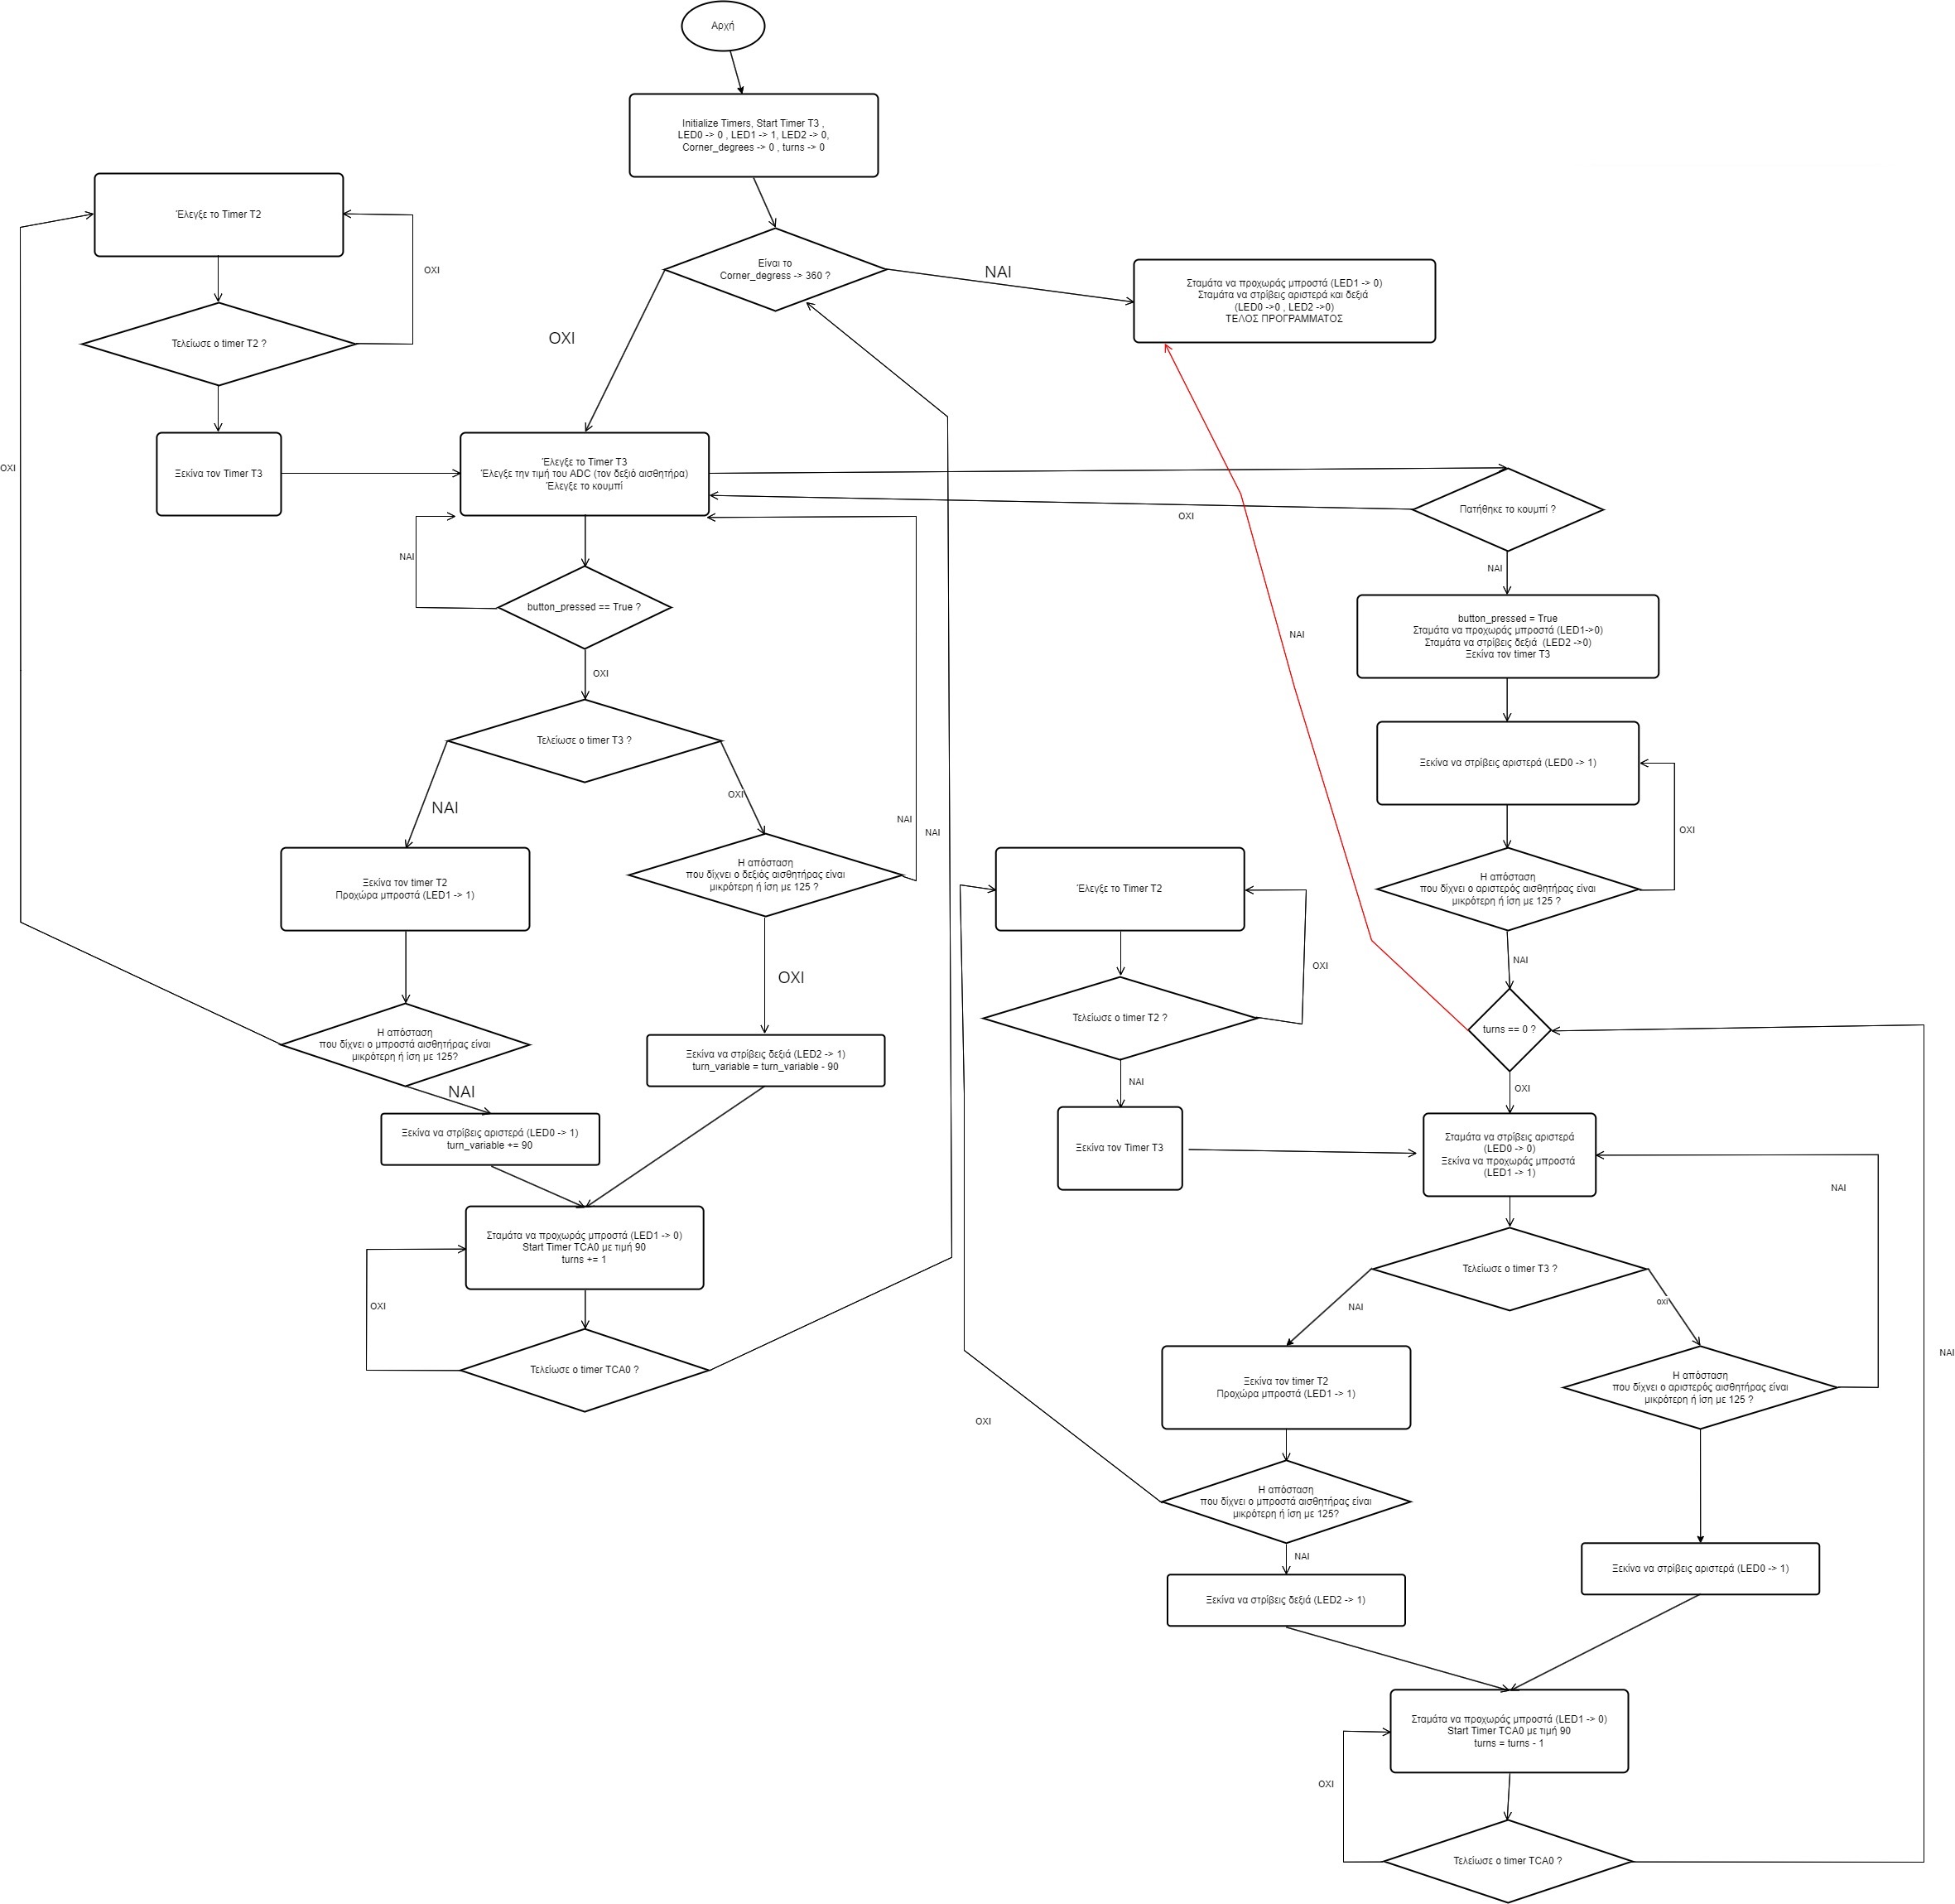 Αρχή
Initialize Timers, Start Timer T3 ,
LED0 -> 0 , LED1 -> 1, LED2 -> 0,
Corner_degrees -> 0 , turns -> 0
Έλεγξε το Timer T2
ΟΧΙ
Τελείωσε ο timer T2 ?
Ξεκίνα τον Timer T3
ΟΧΙ
Είναι το
Corner_degress -> 360 ?
ΝΑΙ
ΟΧΙ
Σταμάτα να προχωράς μπροστά (LED1 -> 0)
Σταμάτα να στρίβεις αριστερά και δεξιά
(LED0 ->0 , LED2 ->0)
ΤΕΛΟΣ ΠΡΟΓΡΑΜΜΑΤΟΣ
Έλεγξε το Timer T3
Έλεγξε την τιμή του ADC (τον δεξιό αισθητήρα)
Έλεγξε το κουμπί
Πατήθηκε το κουμπί ?
ΟΧΙ
ΝΑΙ
ΝΑΙ
button_pressed == True ?
ΟΧΙ
button_pressed = True
Σταμάτα να προχωράς μπροστά (LED1->0)
Σταμάτα να στρίβεις δεξιά  (LED2 ->0)
Ξεκίνα τον timer T3
ΝΑΙ
Τελείωσε ο timer T3 ?
ΝΑΙ
ΟΧΙ
ΝΑΙ
ΝΑΙ
Ξεκίνα να στρίβεις αριστερά (LED0 -> 1)
ΟΧΙ
Ξεκίνα τον timer T2
Προχώρα μπροστά (LED1 -> 1)
Η απόσταση
που δίχνει ο δεξιός αισθητήρας είναι
μικρότερη ή ίση με 125 ?
Έλεγξε το Timer T2
Η απόσταση
που δίχνει ο αριστερός αισθητήρας είναι
μικρότερη ή ίση με 125 ?
ΟΧΙ
ΟΧΙ
ΝΑΙ
Η απόσταση
που δίχνει ο μπροστά αισθητήρας είναι
μικρότερη ή ίση με 125?
ΝΑΙ
Ξεκίνα να στρίβεις δεξιά (LED2 -> 1)
turn_variable = turn_variable - 90
Τελείωσε ο timer T2 ?
ΝΑΙ
turns == 0 ?
ΟΧΙ
Ξεκίνα να στρίβεις αριστερά (LED0 -> 1)
turn_variable += 90
Ξεκίνα τον Timer T3
Σταμάτα να στρίβεις αριστερά
(LED0 -> 0)
Ξεκίνα να προχωράς μπροστά
(LED1 -> 1)
ΝΑΙ
Σταμάτα να προχωράς μπροστά (LED1 -> 0)
Start Timer TCA0 με τιμή 90
turns += 1
ΟΧΙ
Τελείωσε ο timer TCA0 ?
Τελείωσε ο timer T3 ?
ΝΑΙ
ΟΧΙ
ΝΑΙ
Ξεκίνα τον timer T2
Προχώρα μπροστά (LED1 -> 1)
Η απόσταση
που δίχνει ο αριστερός αισθητήρας είναι
μικρότερη ή ίση με 125 ?
ΟΧΙ
Η απόσταση
που δίχνει ο μπροστά αισθητήρας είναι
μικρότερη ή ίση με 125?
ΝΑΙ
Ξεκίνα να στρίβεις αριστερά (LED0 -> 1)
Ξεκίνα να στρίβεις δεξιά (LED2 -> 1)
Σταμάτα να προχωράς μπροστά (LED1 -> 0)
Start Timer TCA0 με τιμή 90
turns = turns - 1
ΟΧΙ
Τελείωσε ο timer TCA0 ?